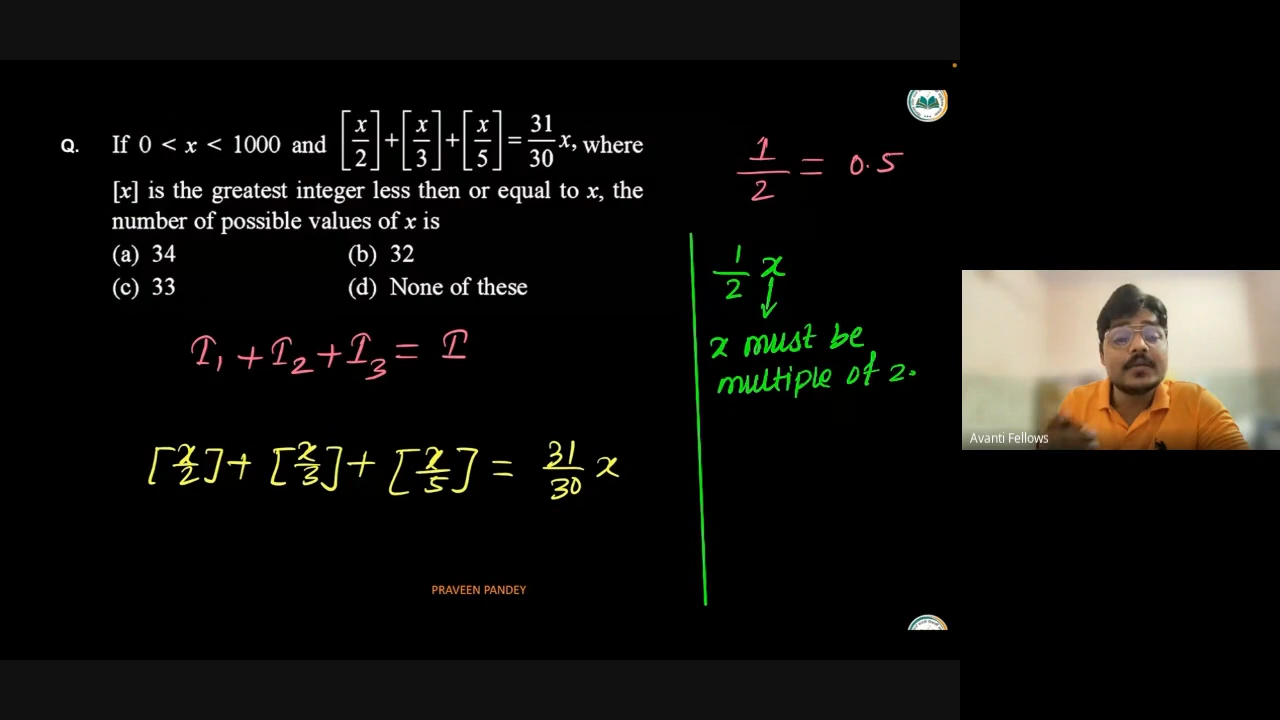 Q. If 0 < x < 1000 and [x/2]+[x/3]+[x/5]=31/30 x, where
[x] is the greatest integer less then or equal to x, the
number of possible values of x is
(a) 34 (b) 32
(c) 33 (d) None of these
I₁ + I₂ + I₃ = I
[x/2] + [x/3] + [x/5] = 31/30 x
1/2 = 0.5
1/2 x
x must be
multiple of 2.
PRAVEEN PANDEY
Avanti Fellows